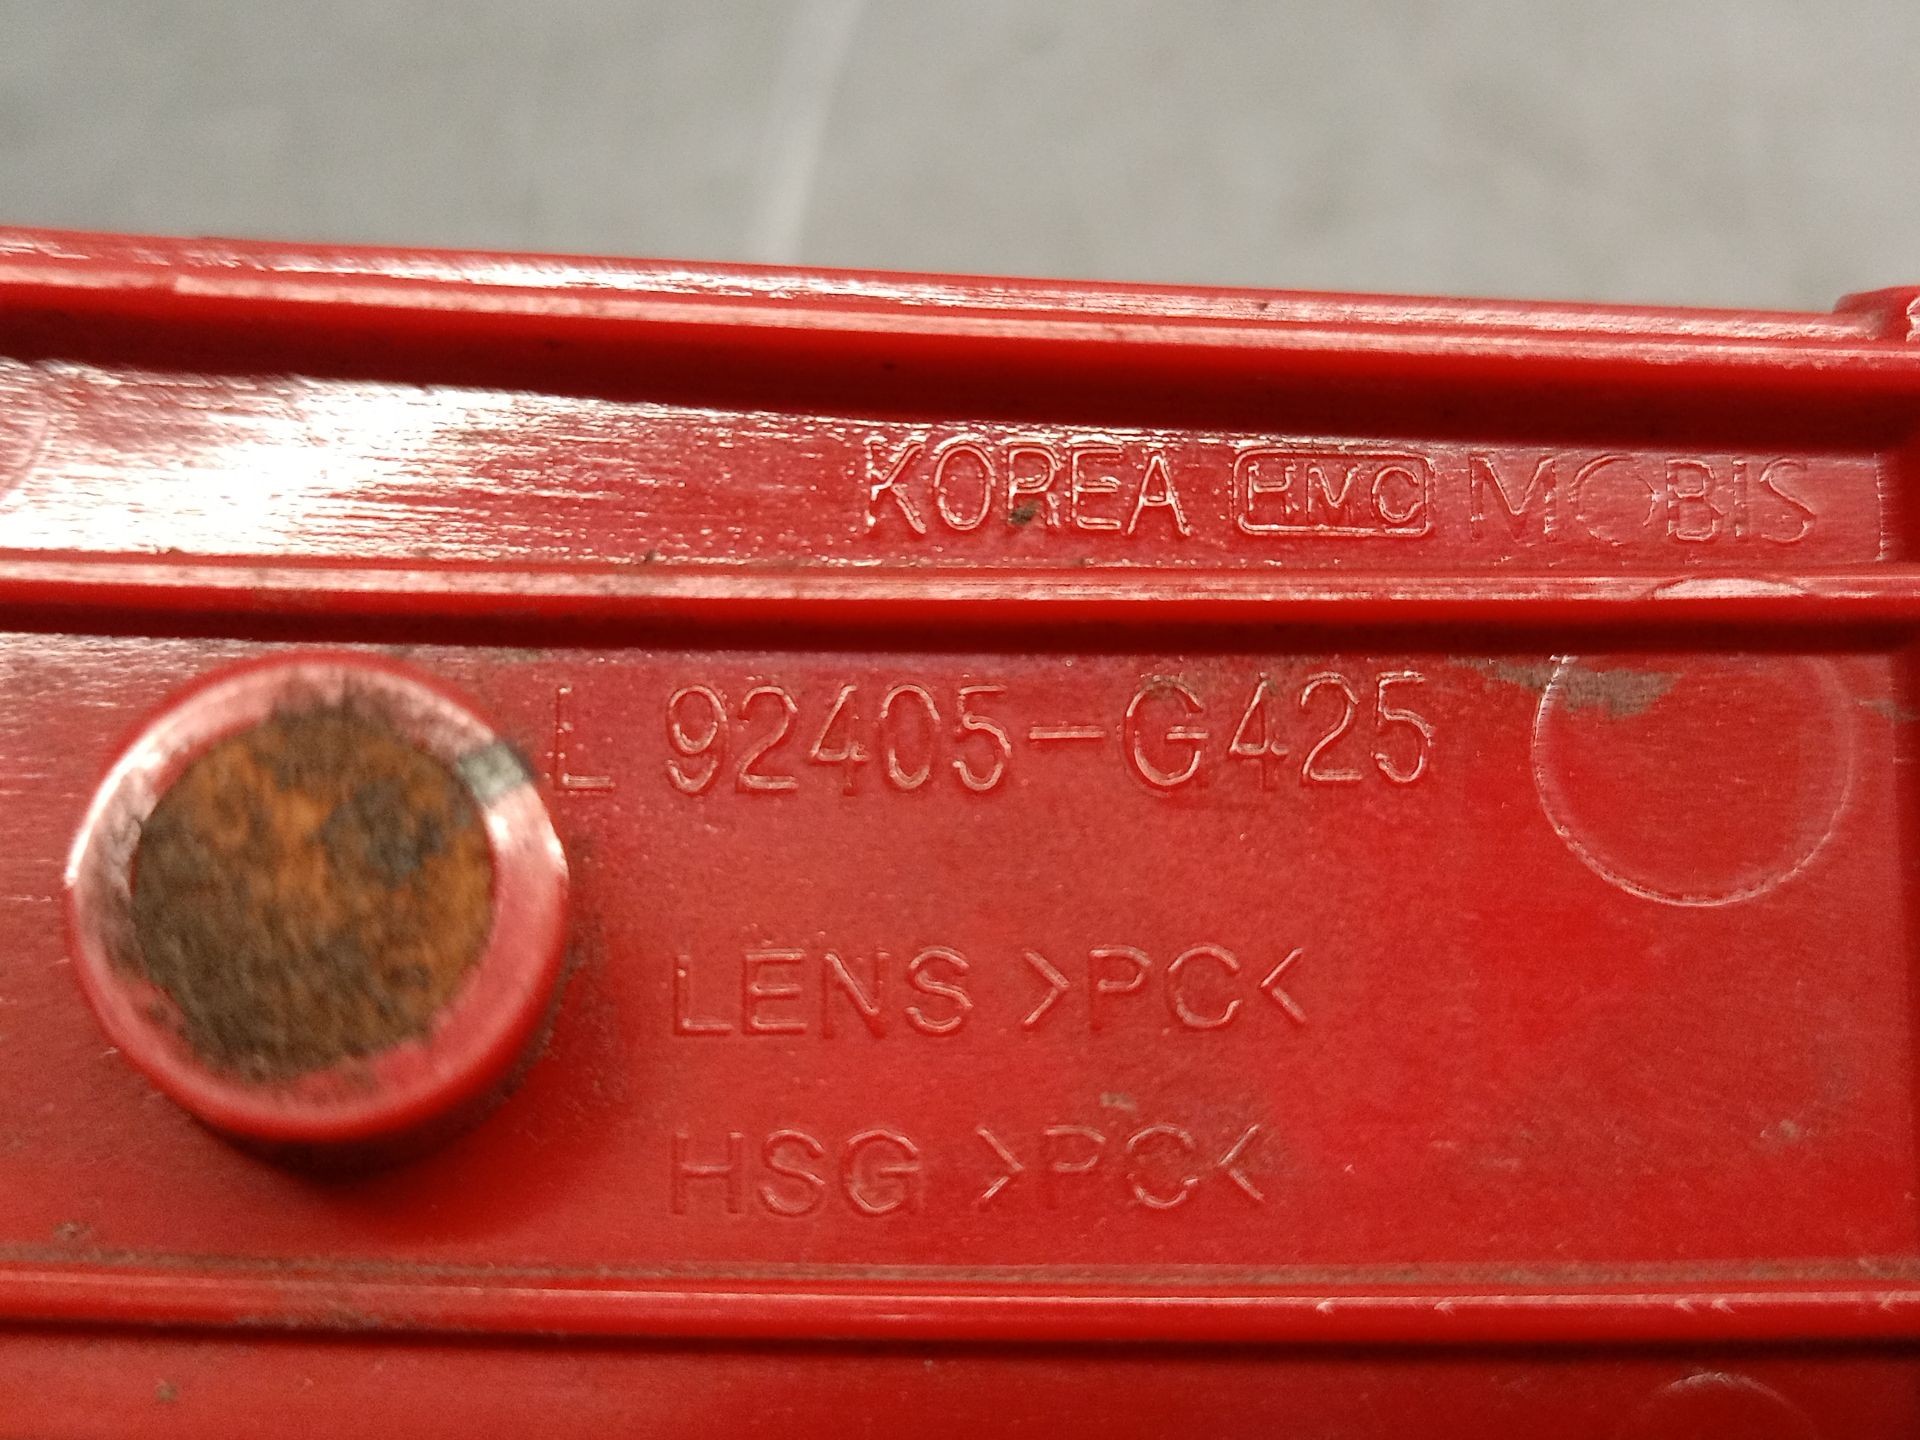 KOREA HMC MOBIS
L 92405-G425
LENS >PC<
HSG >PC<